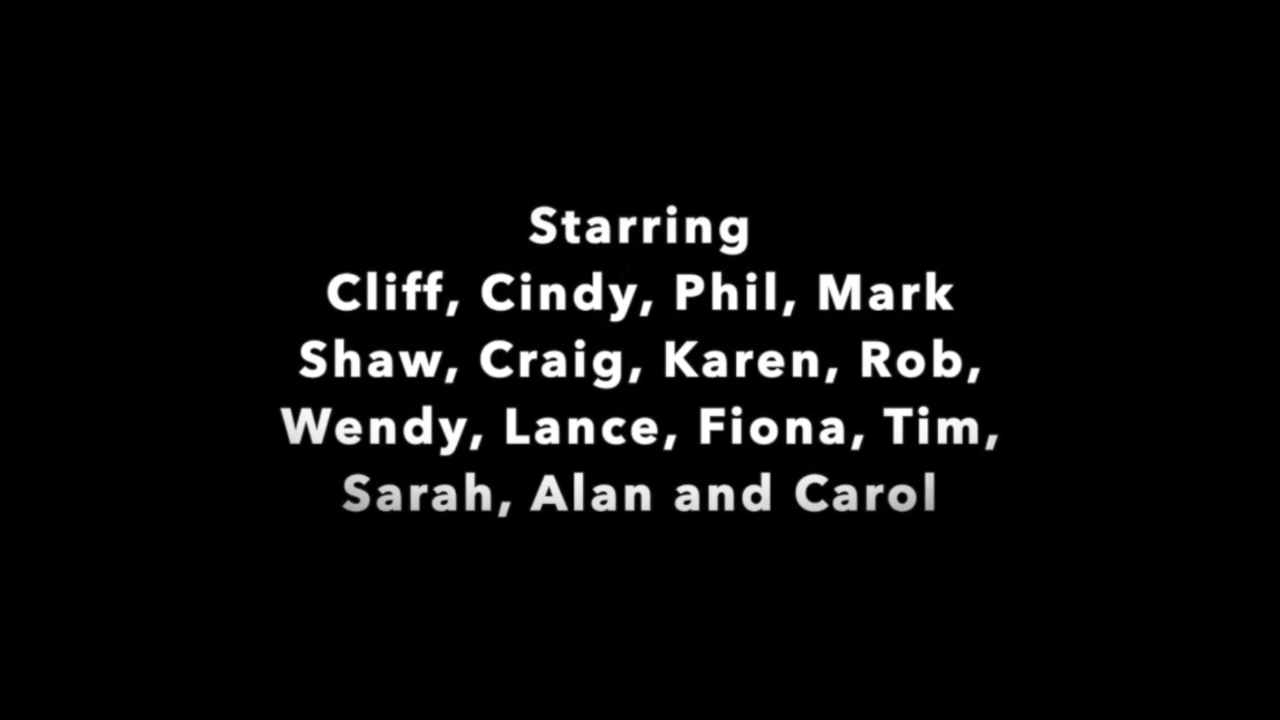 Starring
Cliff, Cindy, Phil, Mark
Shaw, Craig, Karen, Rob,
Wendy, Lance, Fiona, Tim,
Sarah, Alan and Carol